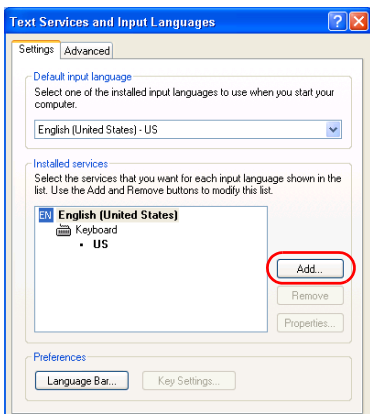 Text Services and Input Languages
Settings
Advanced
Default input language
Select one of the installed input languages to use when you start your
computer.
English (United States) - US
Installed services
Select the services that you want for each input language shown in the
list. Use the Add and Remove buttons to modify this list.
EN English (United States)
Keyboard
• US
Add...
Remove
Properties...
Preferences
Language Bar...
Key Settings...